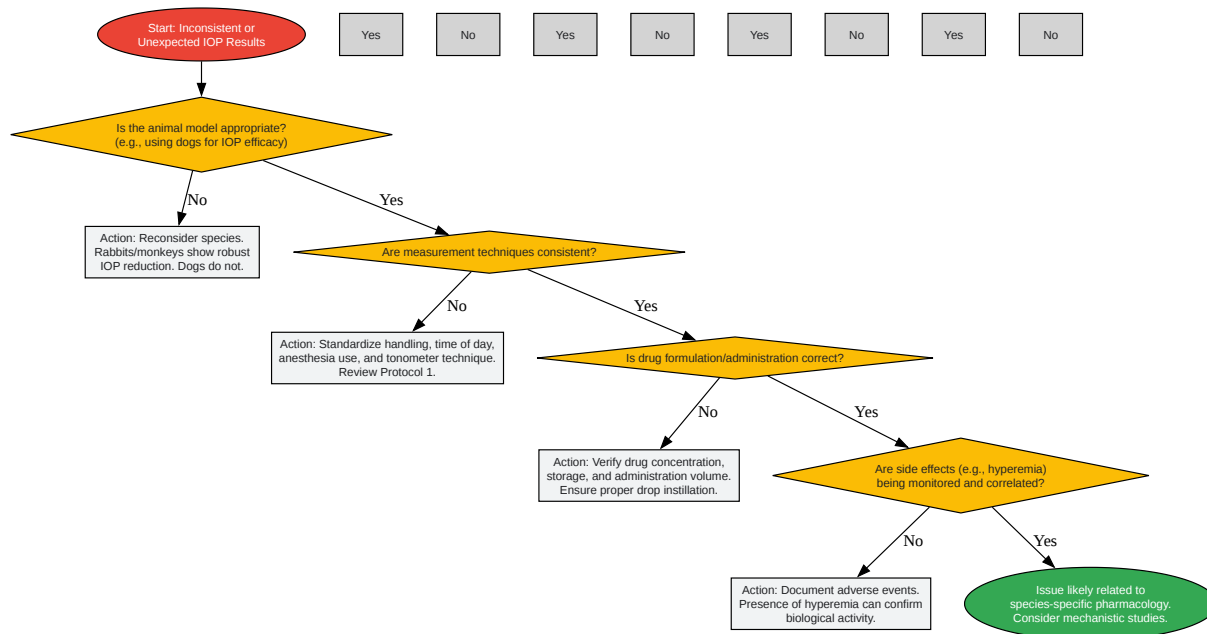 Start: Inconsistent or
Unexpected IOP Results
Yes
No
Yes
No
Yes
No
Yes
No
Is the animal model appropriate?
(e.g., using dogs for IOP efficacy)
No
Yes
Action: Reconsider species.
Rabbits/monkeys show robust
IOP reduction. Dogs do not.
Are measurement techniques consistent?
No
Yes
Action: Standardize handling, time of day,
anesthesia use, and tonometer technique.
Review Protocol 1.
Is drug formulation/administration correct?
No
Yes
Action: Verify drug concentration,
storage, and administration volume.
Ensure proper drop instillation.
Are side effects (e.g., hyperemia)
being monitored and correlated?
No
Yes
Action: Document adverse events.
Presence of hyperemia can confirm
biological activity.
Issue likely related to
species-specific pharmacology.
Consider mechanistic studies.